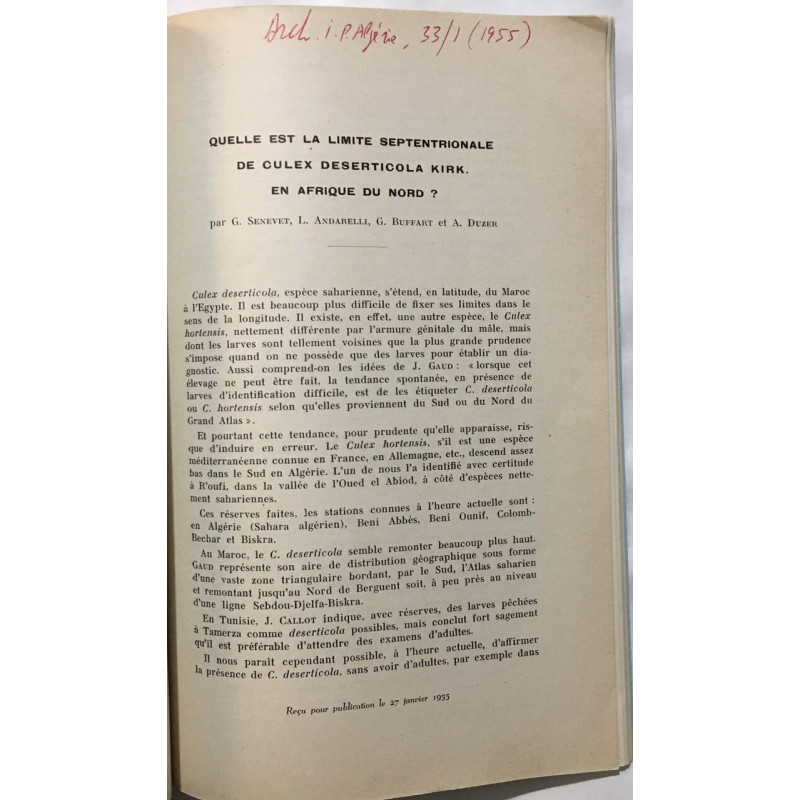 Arch. i. P. Algérie, 33/1 (1955)
QUELLE EST LA LIMITE SEPTENTRIONALE
DE CULEX DESERTICOLA KIRK.
EN AFRIQUE DU NORD ?
par G. Senevet, L. Andarelli, G. Buffart et A. Duzer
Culex deserticola, espèce saharienne, s'étend, en latitude, du Maroc
à l'Egypte. Il est beaucoup plus difficile de fixer ses limites dans le
sens de la longitude. Il existe, en effet, une autre espèce, le Culex
hortensis, nettement différente par l'armure génitale du mâle, mais
dont les larves sont tellement voisines que la plus grande prudence
s'impose quand on ne possède que des larves pour établir un dia-
gnostic. Aussi comprend-on les idées de J. Gaud : « lorsque cet
élevage ne peut être fait, la tendance spontanée, en présence de
larves d'identification difficile, est de les étiqueter C. deserticola
ou C. hortensis selon qu'elles proviennent du Sud ou du Nord du
Grand Atlas ».
Et pourtant cette tendance, pour prudente qu'elle apparaisse, ris-
que d'induire en erreur. Le Culex hortensis, s'il est une espèce
méditerranéenne connue en France, en Allemagne, etc., descend assez
bas dans le Sud en Algérie. L'un de nous l'a identifié avec certitude
à R'oufi, dans la vallée de l'Oued el Abiod, à côté d'espèces nette-
ment sahariennes.
Ces réserves faites, les stations connues à l'heure actuelle sont :
en Algérie (Sahara algérien), Beni Abbès, Beni Ounif, Colomb-
Bechar et Biskra.
Au Maroc, le C. deserticola semble remonter beaucoup plus haut.
Gaud représente son aire de distribution géographique sous forme
d'une vaste zone triangulaire bordant, par le Sud, l'Atlas saharien
et remontant jusqu'au Nord de Berguent soit, à peu près au niveau
d'une ligne Sebdou-Djelfa-Biskra.
En Tunisie, J. Callot indique, avec réserves, des larves pêchées
à Tamerza comme deserticola possibles, mais conclut fort sagement
qu'il est préférable d'attendre des examens d'adultes.
Il nous paraît cependant possible, à l'heure actuelle, d'affirmer
la présence de C. deserticola, sans avoir d'adultes, par exemple dans
Reçu pour publication le 27 janvier 1955